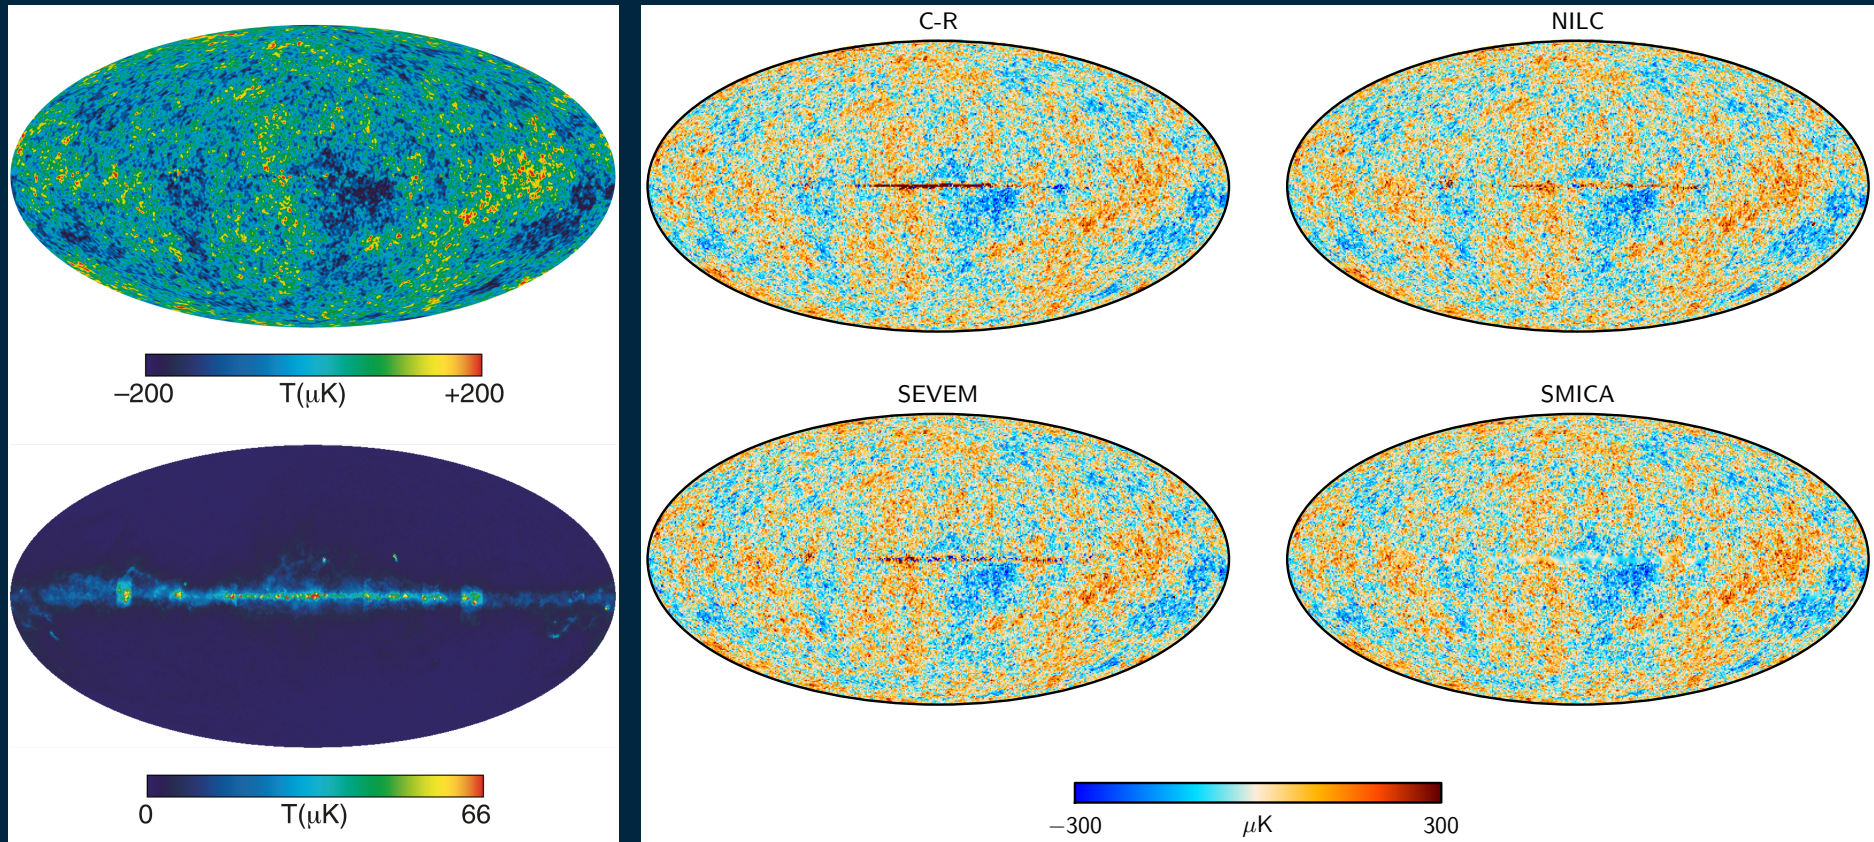 −200 T(μK) +200
0 T(μK) 66
C-R NILC
SEVEM SMICA
−300 μK 300